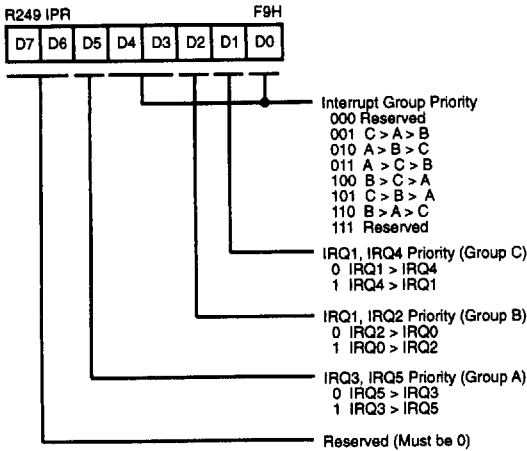 R249 IPR F9H
D7 D6 D5 D4 D3 D2 D1 D0
Interrupt Group Priority
000 Reserved
001 C > A > B
010 A > B > C
011 A > C > B
100 B > C > A
101 C > B > A
110 B > A > C
111 Reserved
IRQ1, IRQ4 Priority (Group C)
0 IRQ1 > IRQ4
1 IRQ4 > IRQ1
IRQ1, IRQ2 Priority (Group B)
0 IRQ2 > IRQ0
1 IRQ0 > IRQ2
IRQ3, IRQ5 Priority (Group A)
0 IRQ5 > IRQ3
1 IRQ3 > IRQ5
Reserved (Must be 0)